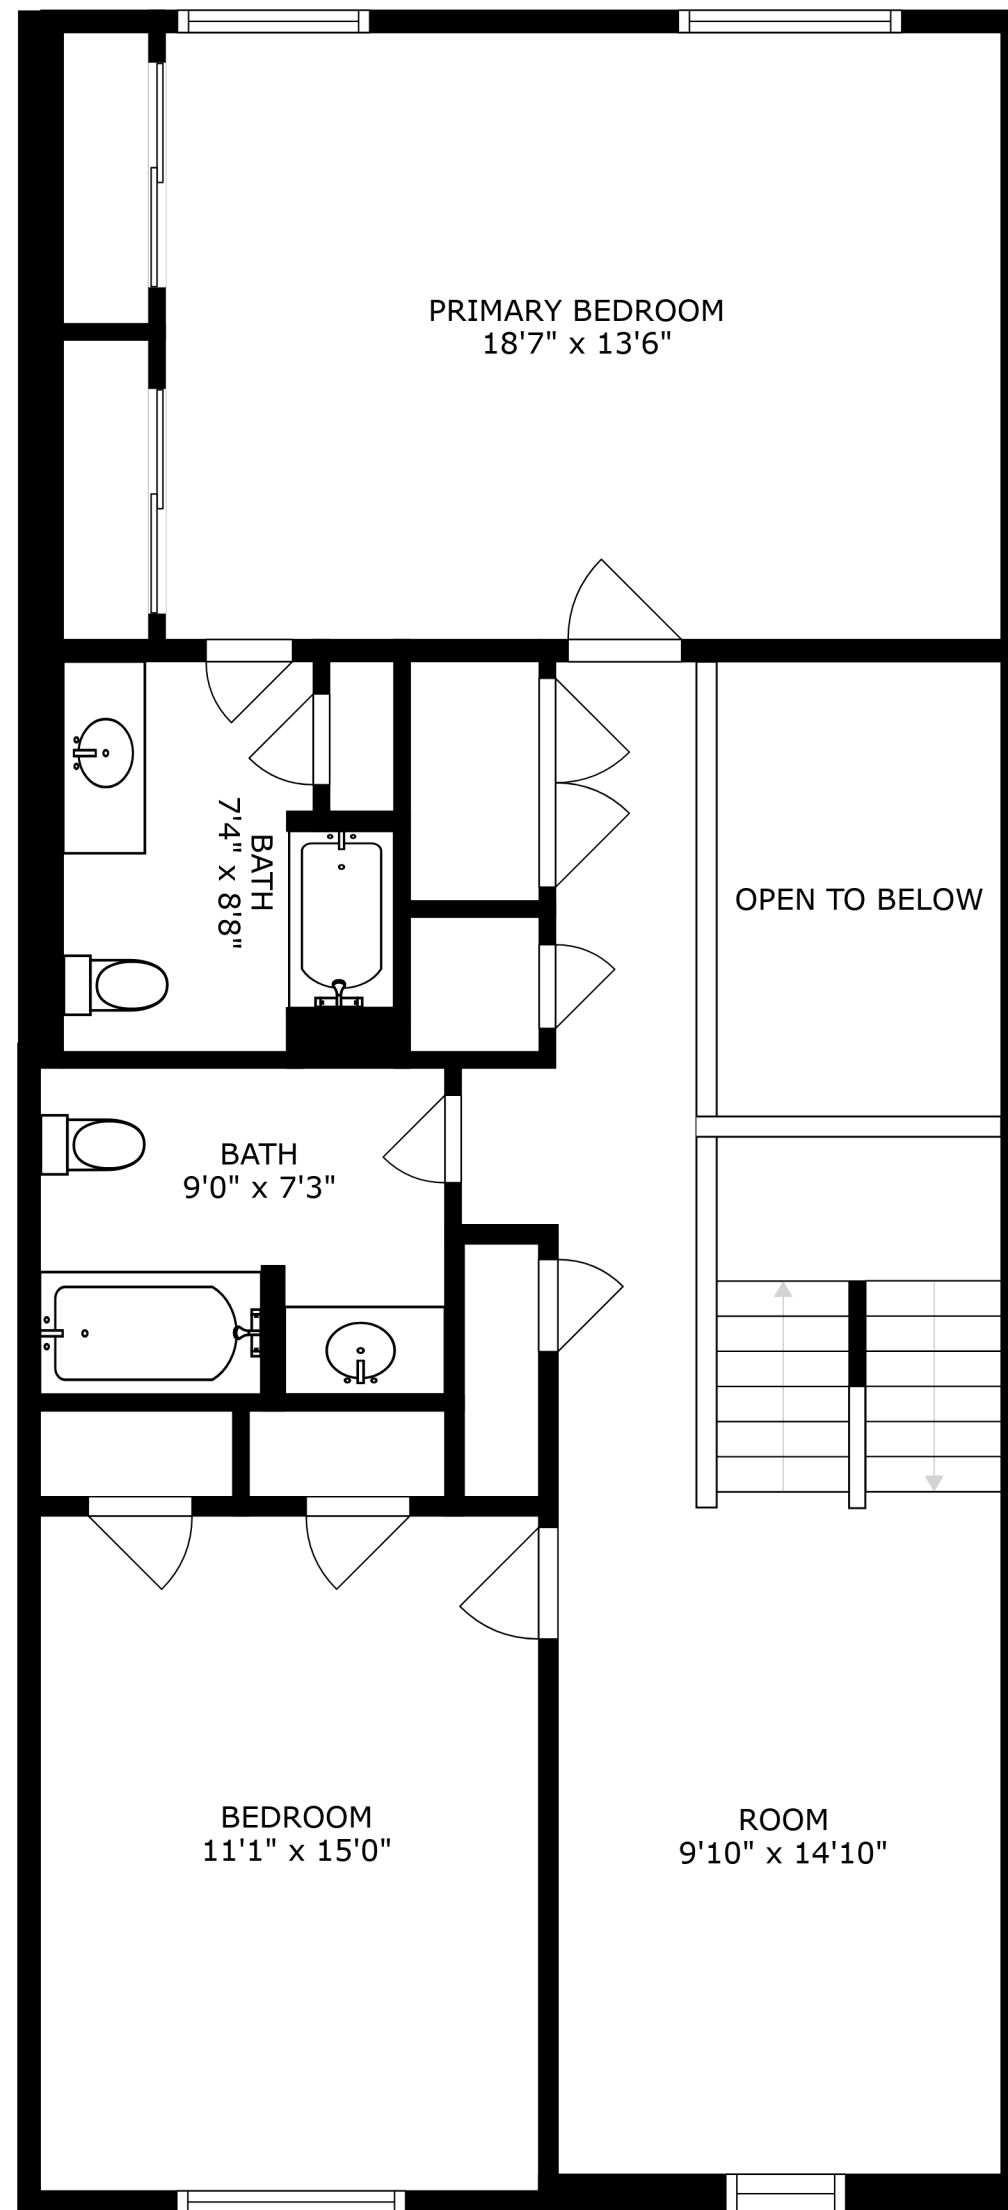 PRIMARY BEDROOM
18'7" x 13'6"
BATH
7'4" x 8'8"
OPEN TO BELOW
BATH
9'0" x 7'3"
BEDROOM
11'1" x 15'0"
ROOM
9'10" x 14'10"